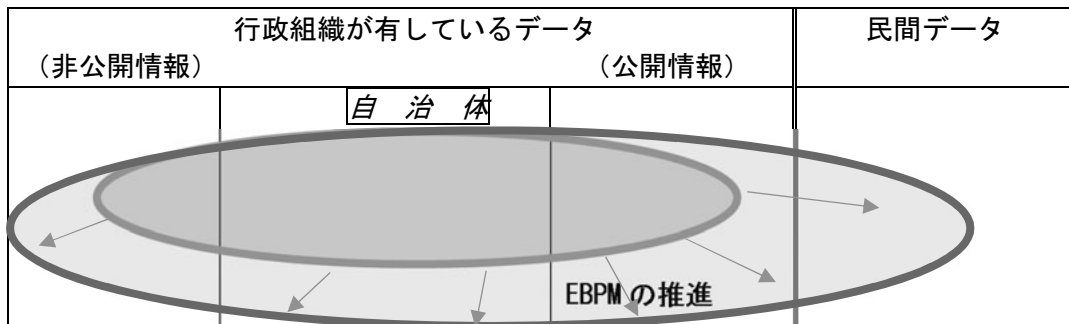 行政組織が有しているデータ
民間データ
（非公開情報）
（公開情報）
自 治 体
EBPMの推進